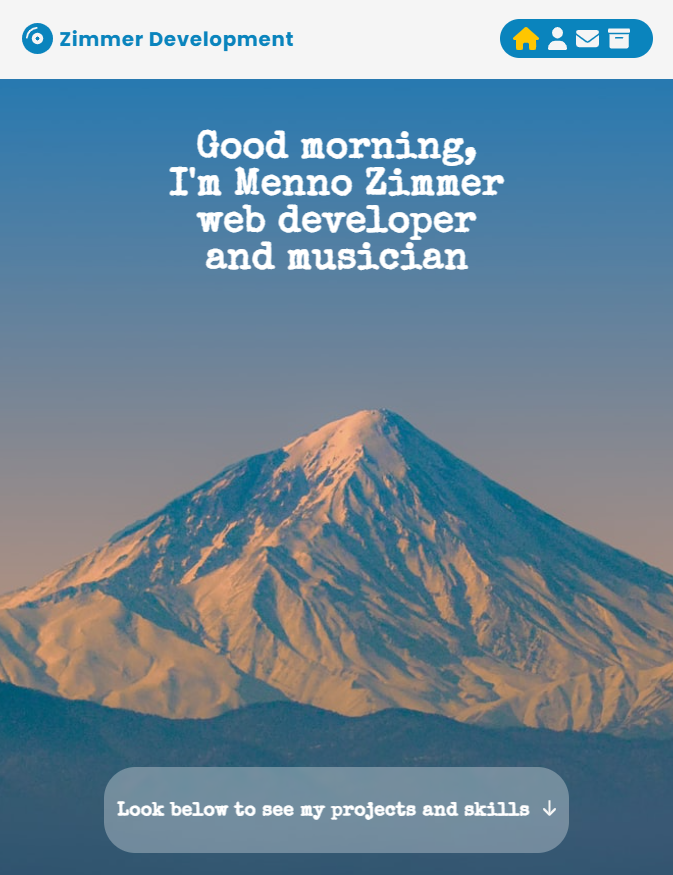 Zimmer Development
Good morning,
I'm Menno Zimmer
web developer
and musician
Look below to see my projects and skills